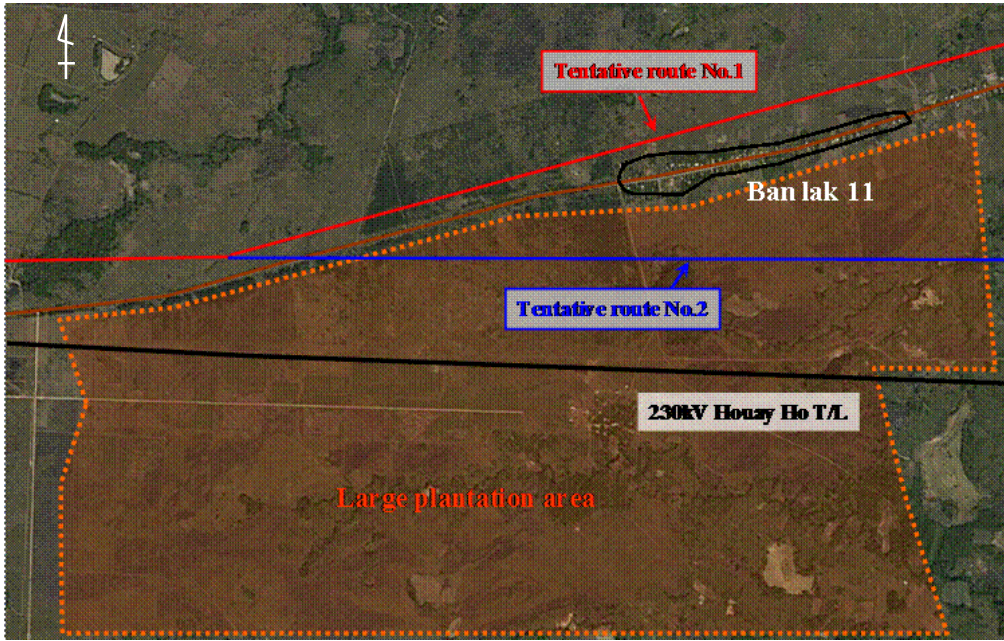 Tentative route No.1
Ban lak 11
Tentative route No.2
230kV Houay Ho T/L
Large plantation area